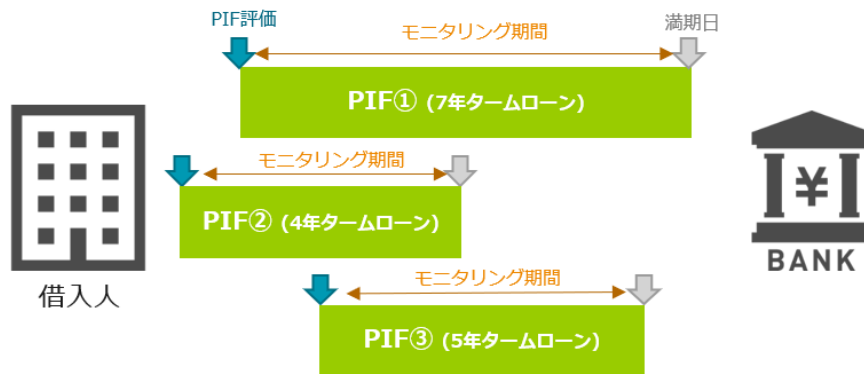 PIF評価
モニタリング期間
満期日
PIF① (7年タームローン)
モニタリング期間
PIF② (4年タームローン)
モニタリング期間
PIF③ (5年タームローン)
借入人
¥
BANK